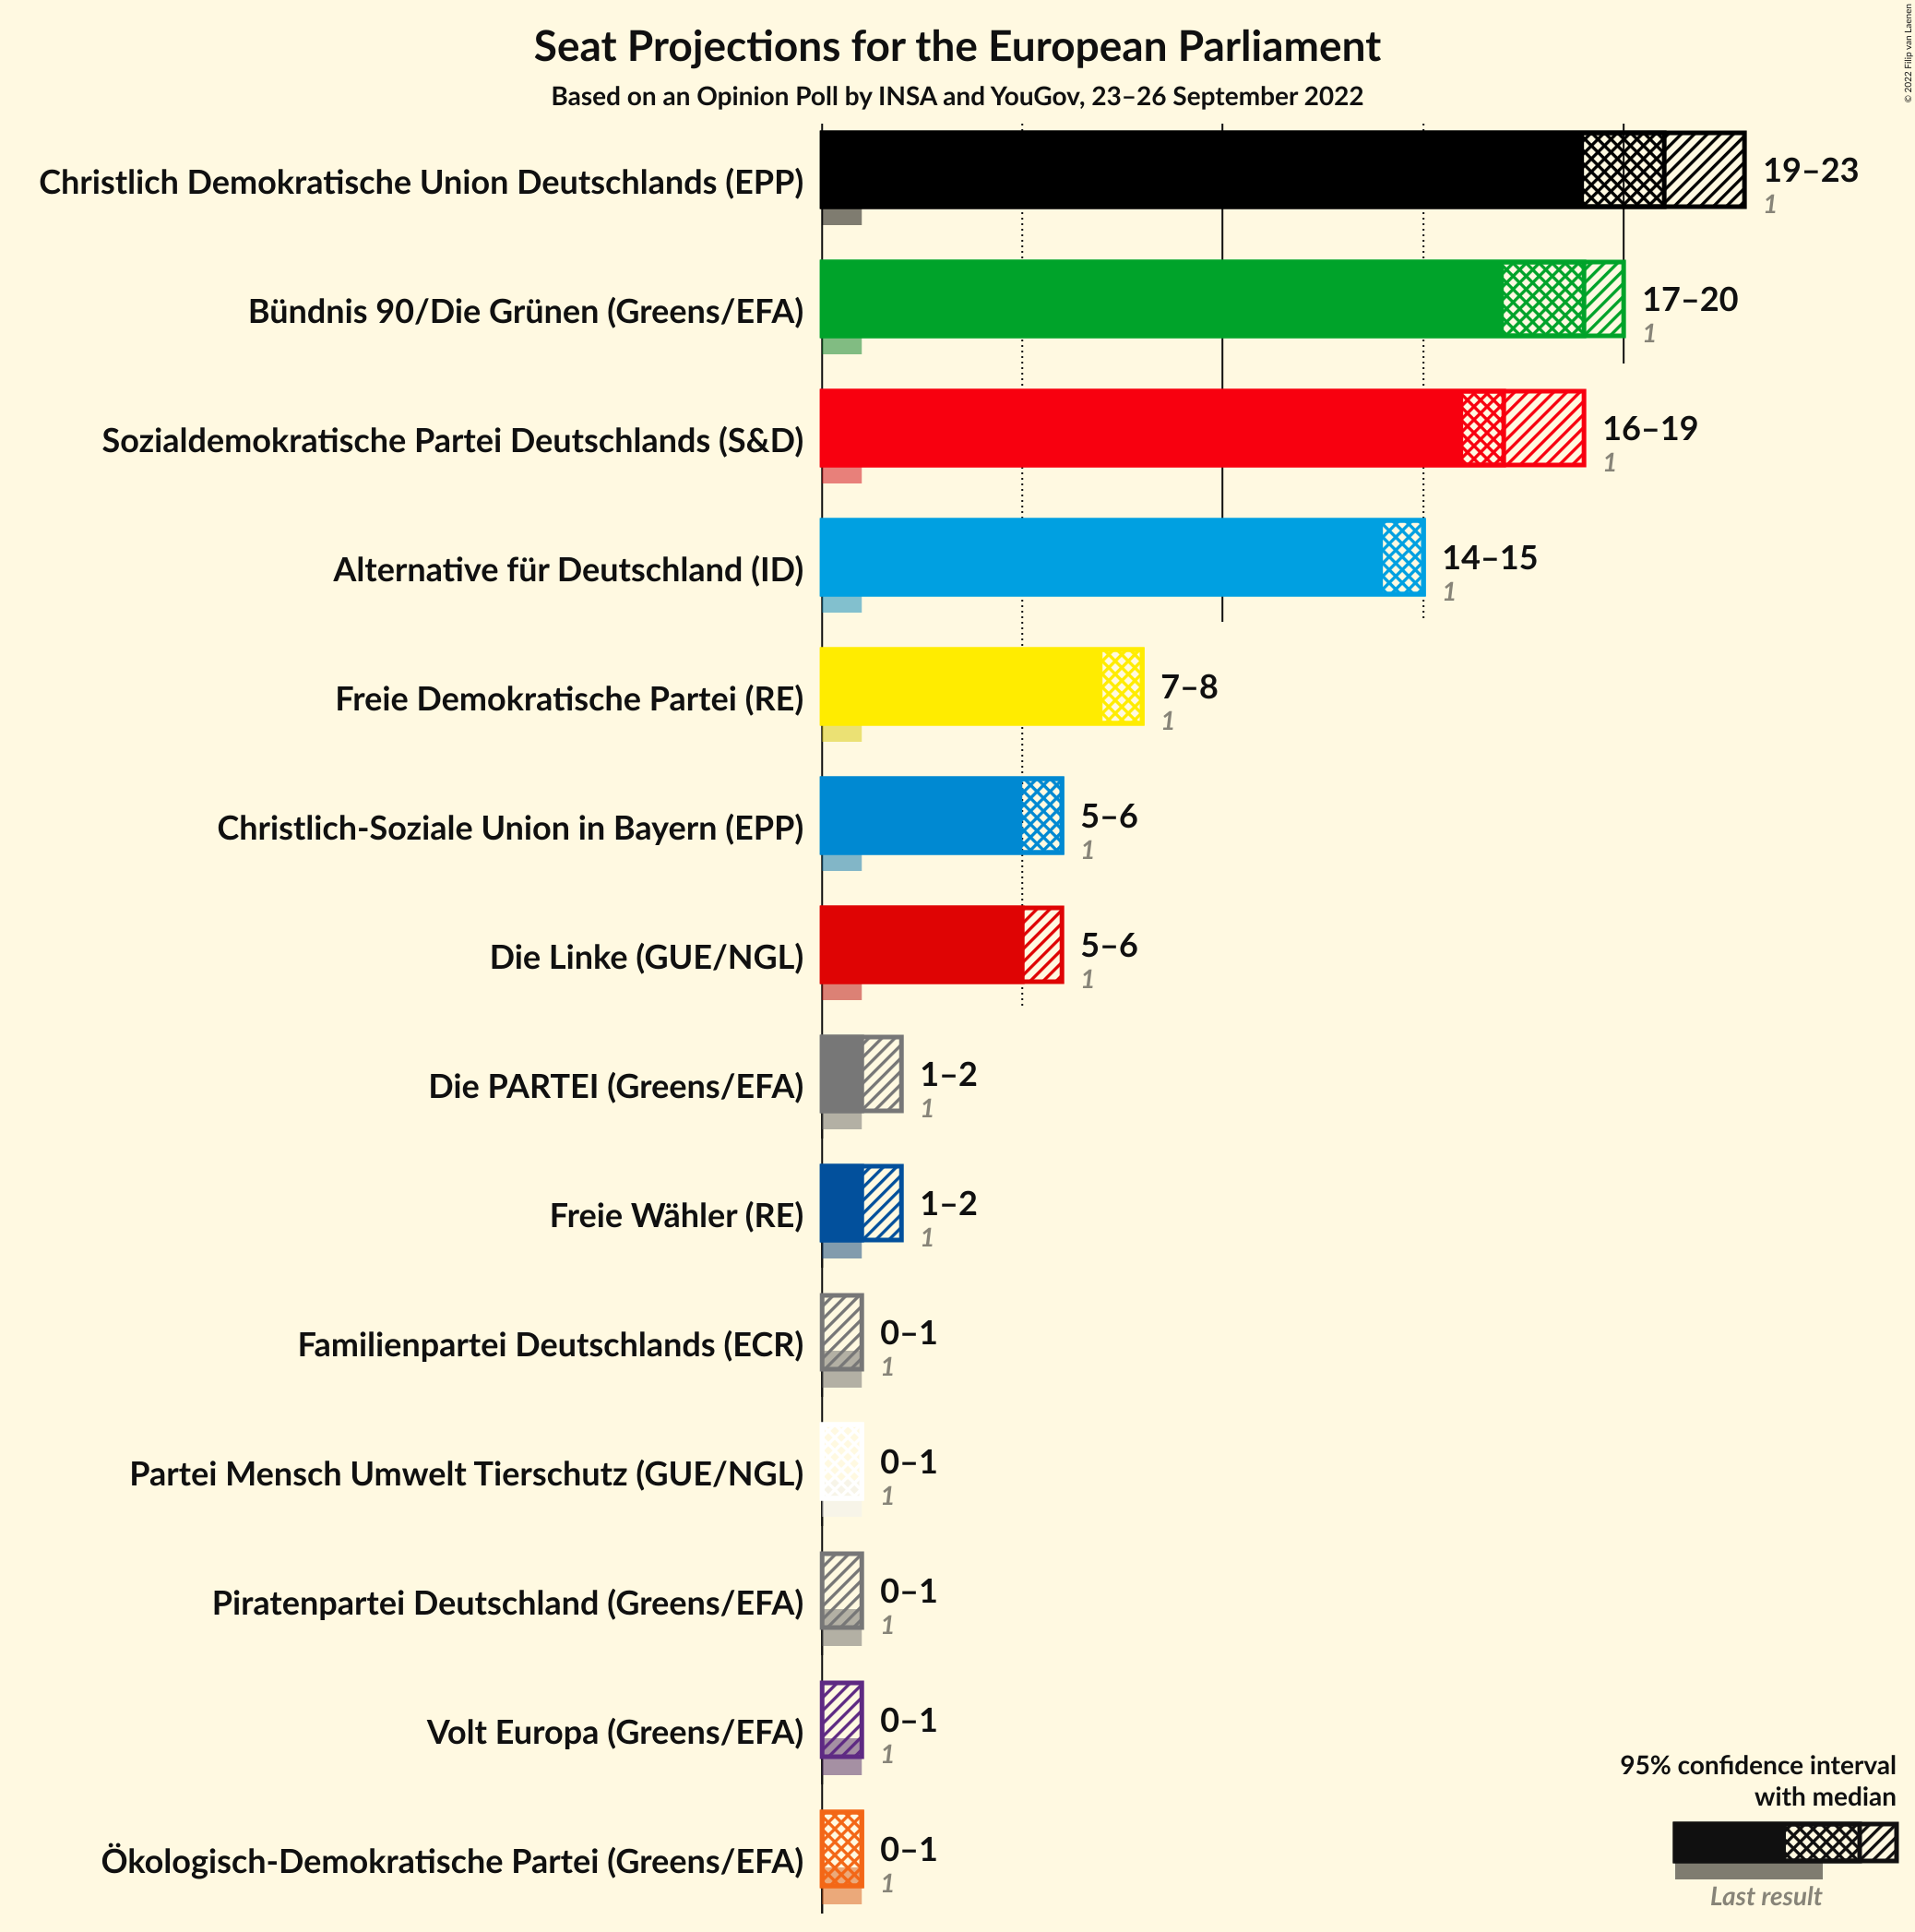 Seat Projections for the European Parliament
Based on an Opinion Poll by INSA and YouGov, 23–26 September 2022
© 2022 Filip van Laenen
Christlich Demokratische Union Deutschlands (EPP)
19–23
1
Bündnis 90/Die Grünen (Greens/EFA)
17–20
1
Sozialdemokratische Partei Deutschlands (S&D)
16–19
1
Alternative für Deutschland (ID)
14–15
1
Freie Demokratische Partei (RE)
7–8
1
Christlich-Soziale Union in Bayern (EPP)
5–6
1
Die Linke (GUE/NGL)
5–6
1
Die PARTEI (Greens/EFA)
1–2
1
Freie Wähler (RE)
1–2
1
Familienpartei Deutschlands (ECR)
0–1
1
Partei Mensch Umwelt Tierschutz (GUE/NGL)
0–1
1
Piratenpartei Deutschland (Greens/EFA)
0–1
1
Volt Europa (Greens/EFA)
0–1
1
Ökologisch-Demokratische Partei (Greens/EFA)
0–1
1
95% confidence interval
with median
Last result